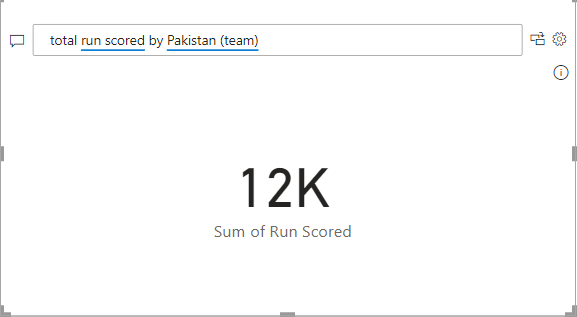 total run scored by Pakistan (team)
12K
Sum of Run Scored